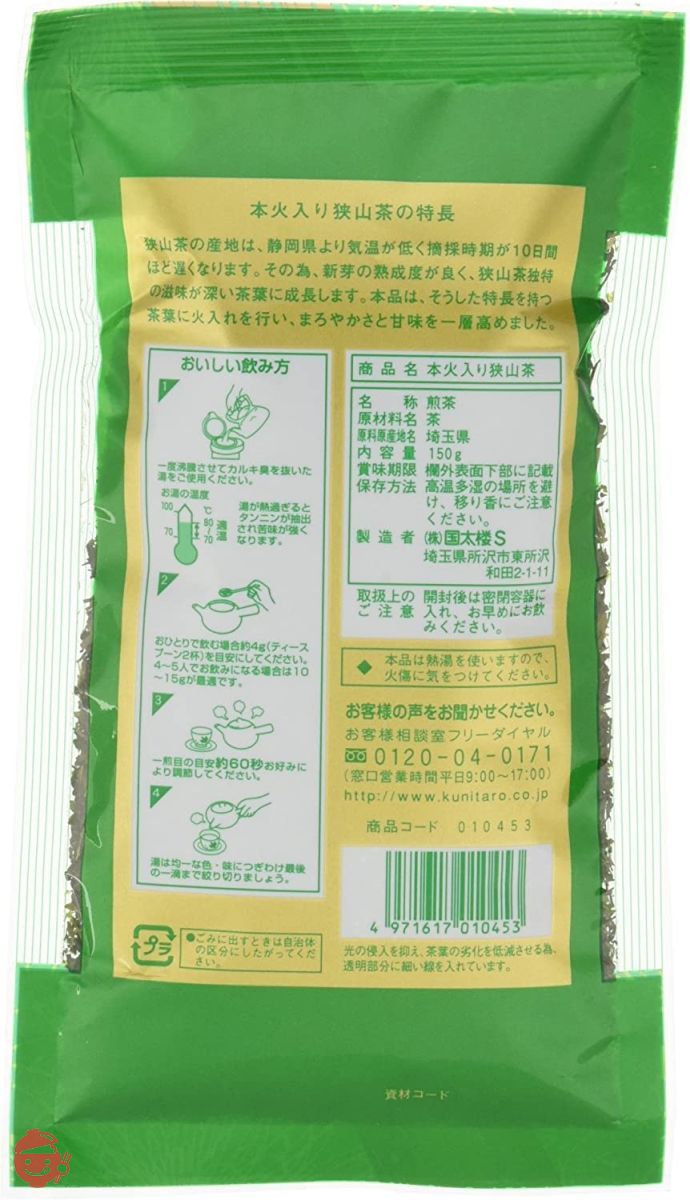 本火入り狭山茶の特長
狭山茶の産地は、静岡県より気温が低く摘採時期が10日間
ほど遅くなります。その為、新芽の熟成度が良く、狭山茶独特
の滋味が深い茶葉に成長します。本品は、そうした特長を持つ
茶葉に火入れを行い、まろやかさと甘味を一層高めました。
おいしい飲み方
1
一度沸騰させてカルキ臭を抜いた
湯をご使用ください。
お湯の温度
100
℃
70
80
〜
70
適温
湯が熱過ぎると
タンニンが抽出
され苦味が強く
なります。
2
おひとりで飲む場合約4g(ティース
プーン2杯)を目安にしてください。
4〜5人でお飲みになる場合は10
〜15gが最適です。
3
一煎目の目安約60秒お好みに
より調節してください。
4
湯は均一な色・味につぎわけ最後
の一滴まで絞り切りましょう。
商品名 本火入り狭山茶
名称 煎茶
原材料名 茶
原料原産地名 埼玉県
内容量 150g
賞味期限 欄外表面下部に記載
保存方法 高温多湿の場所を避
け、移り香にご注意
ください。
製造者 (株)国太楼S
埼玉県所沢市東所沢
和田2-1-11
取扱上の 開封後は密閉容器に
ご注意 入れ、お早めにお飲
みください。
◆ 本品は熱湯を使いますので、
火傷に気をつけてください。
お客様の声をお聞かせください。
お客様相談室フリーダイヤル
0120-04-0171
(窓口営業時間平日9:00〜17:00)
http://www.kunitaro.co.jp
商品コード 010453
4 971617 010453
プラ
●ごみに出すときは自治体
の区分にしたがってくだ
さい。
光の侵入を抑え、茶葉の劣化を低減させる為、
透明部分に細い線を入れています。
資材コード